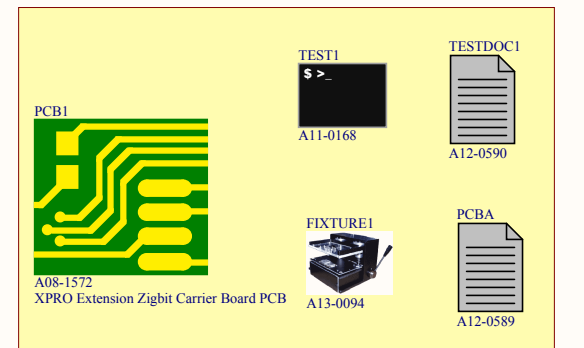 PCB1
A08-1572
XPRO Extension Zigbit Carrier Board PCB
TEST1
$ >_
A11-0168
TESTDOC1
A12-0590
FIXTURE1
A13-0094
PCBA
A12-0589